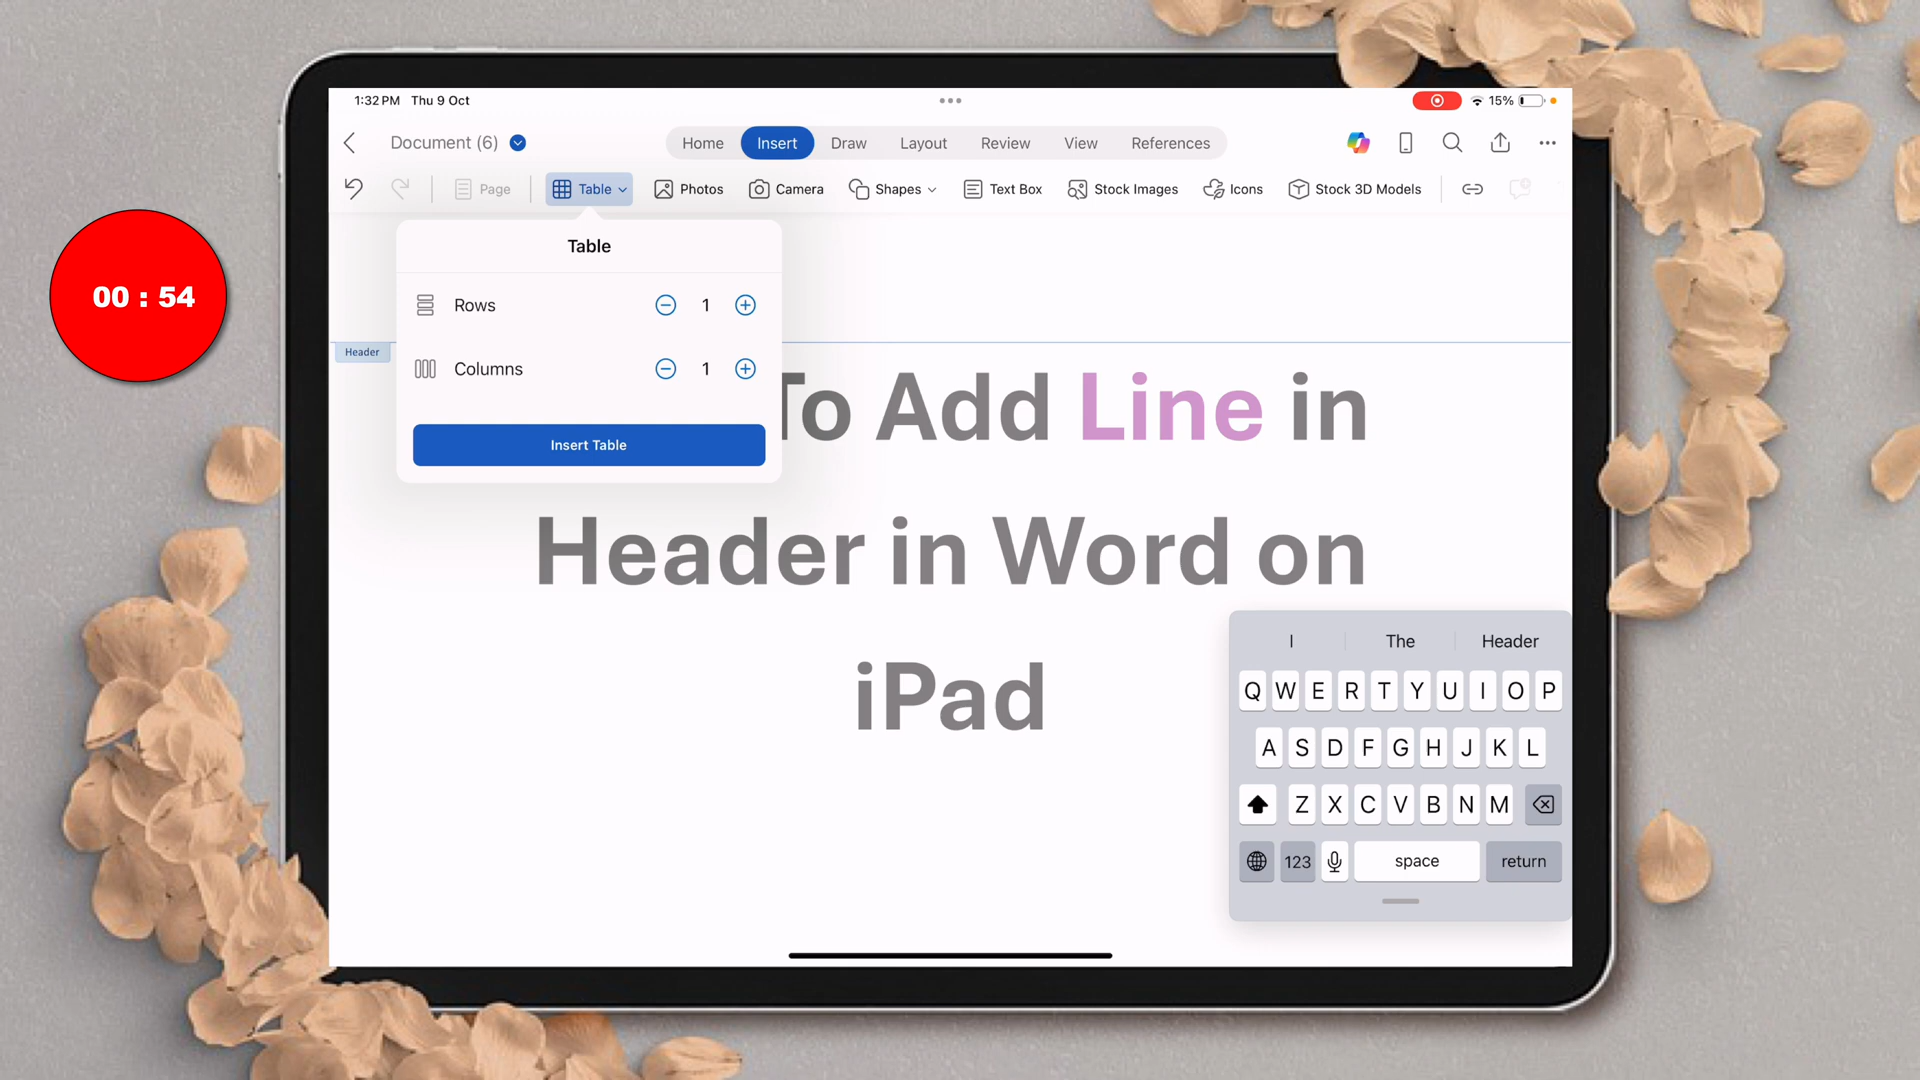 1:32 PM Thu 9 Oct
15%
Document (6)
Home Insert Draw Layout Review View References
Page Table Photos Camera Shapes Text Box Stock Images Icons Stock 3D Models
00 : 54
Table
Rows 1
Columns 1
Insert Table
Header
To Add Line in
Header in Word on
iPad
I The Header
Q W E R T Y U I O P
A S D F G H J K L
Z X C V B N M
123 space return